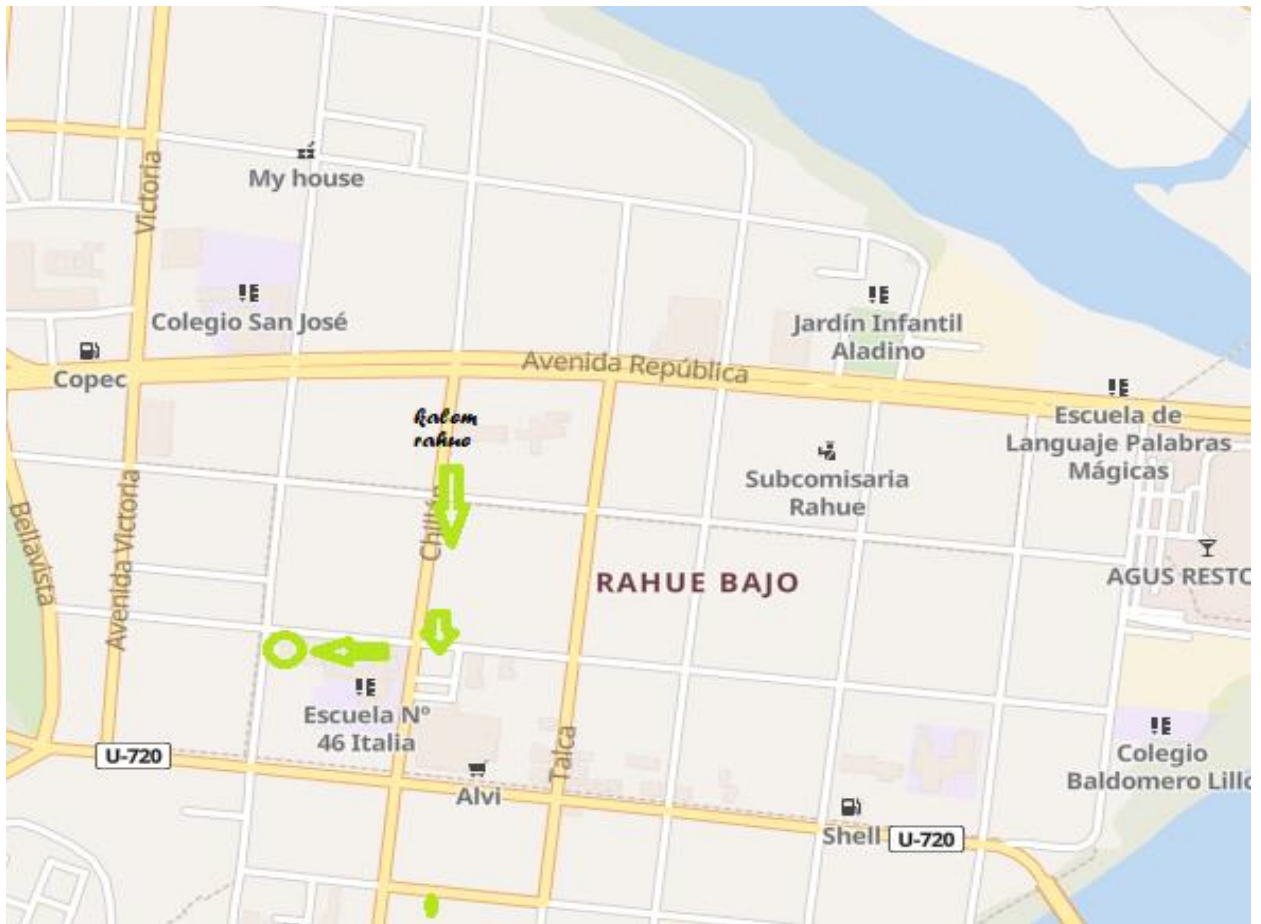 Victoria
My house
Colegio San José
Copec
Avenida República
Jardín Infantil
Aladino
Escuela de
Languaje Palabras
Mágicas
kalem
rahue
Subcomisaria
Rahue
Bellavista
Avenida Victoria
AGUS RESTO
RAHUE BAJO
Escuela Nº
46 Italia
U-720
Talca
Alvi
Colegio
Baldomero Lillo
Shell
U-720